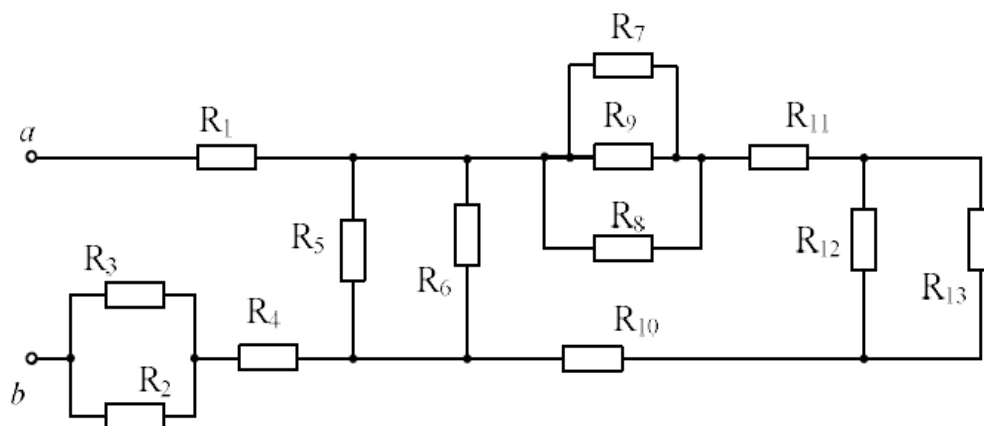 R₇
R₁ R₉ R₁₁
a
R₅ R₈ R₁₂
R₃ R₆ R₁₃
R₄ R₁₀
b R₂